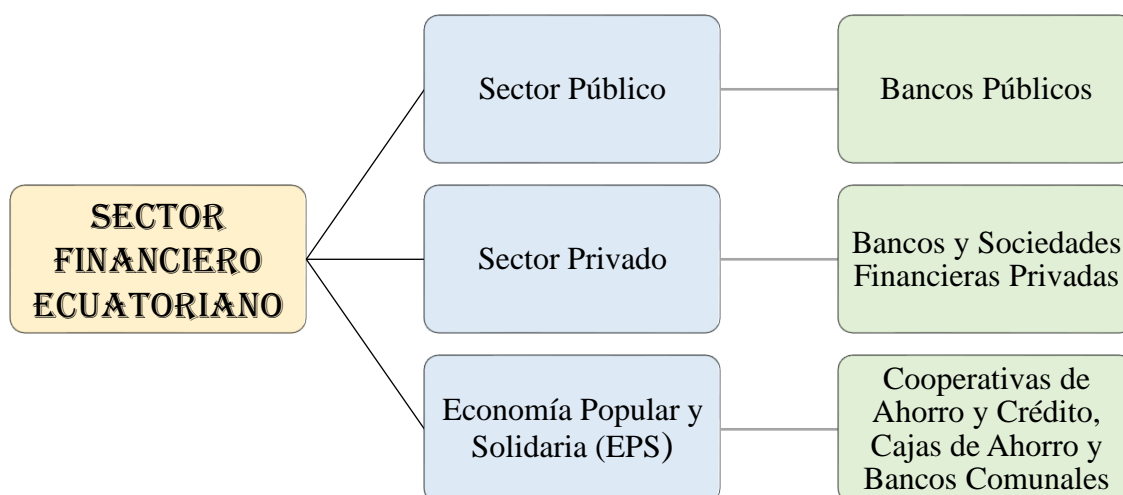 SECTOR
FINANCIERO
ECUATORIANO
Sector Público
Bancos Públicos
Sector Privado
Bancos y Sociedades
Financieras Privadas
Economía Popular y
Solidaria (EPS)
Cooperativas de
Ahorro y Crédito,
Cajas de Ahorro y
Bancos Comunales